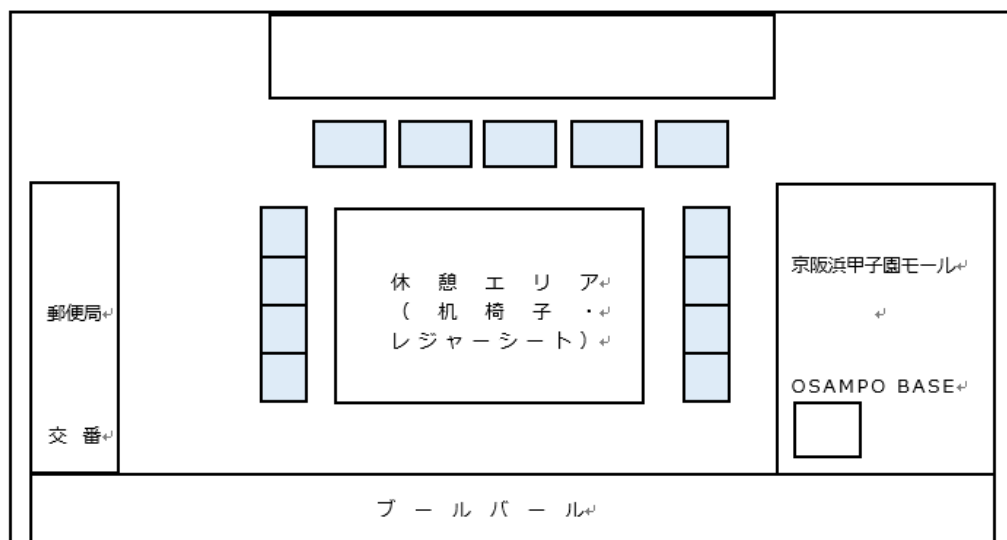 休憩エリア
（机椅子・
レジャーシート）
郵便局
交番
京阪浜甲子園モール
OSAMPO BASE
ブールバール